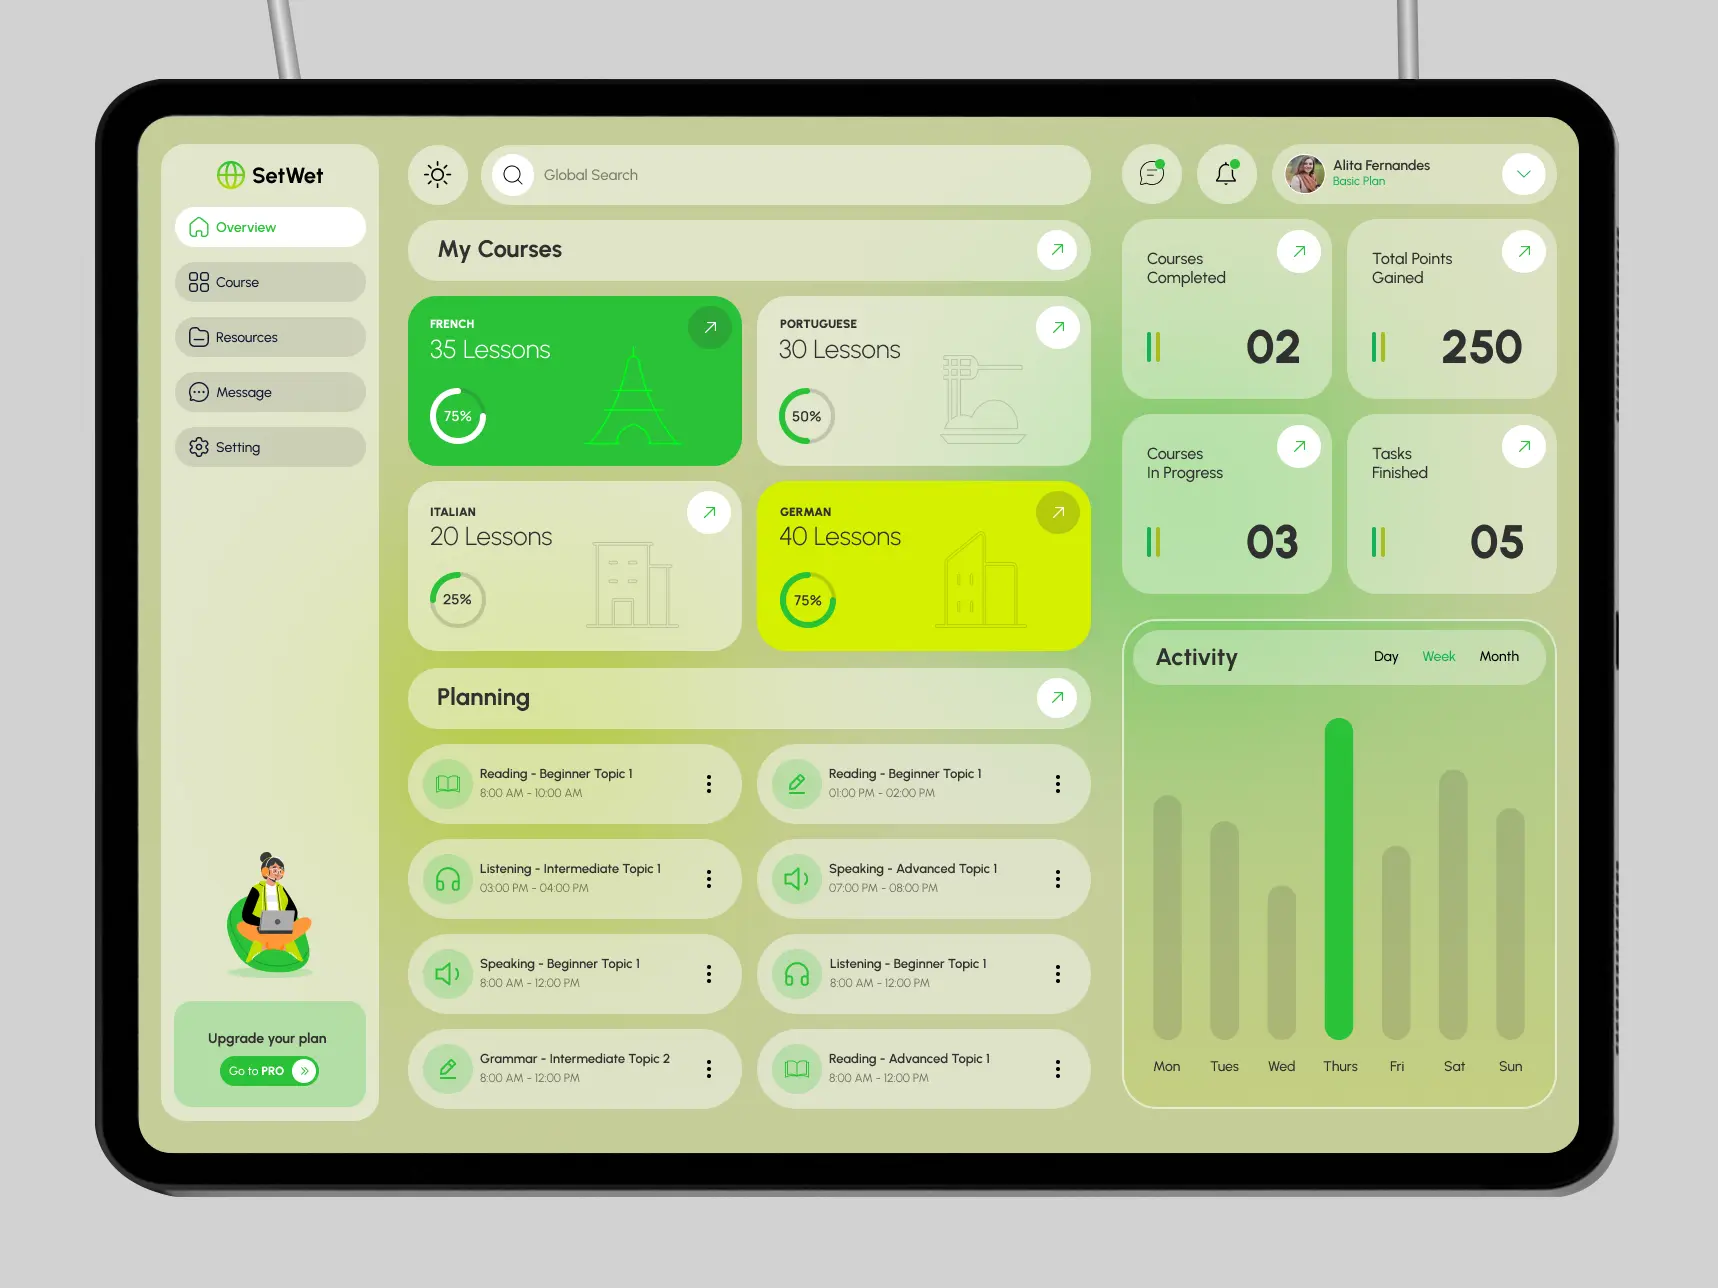 SetWet
Overview
Course
Resources
Message
Setting
Upgrade your plan
Go to PRO
Global Search
My Courses
FRENCH
35 Lessons
75%
PORTUGUESE
30 Lessons
50%
ITALIAN
20 Lessons
25%
GERMAN
40 Lessons
75%
Planning
Reading - Beginner Topic 1
8:00 AM - 10:00 AM
Reading - Beginner Topic 1
01:00 PM - 02:00 PM
Listening - Intermediate Topic 1
03:00 PM - 04:00 PM
Speaking - Advanced Topic 1
07:00 PM - 08:00 PM
Speaking - Beginner Topic 1
8:00 AM - 12:00 PM
Listening - Beginner Topic 1
8:00 AM - 12:00 PM
Grammar - Intermediate Topic 2
8:00 AM - 12:00 PM
Reading - Advanced Topic 1
8:00 AM - 12:00 PM
Alita Fernandes
Basic Plan
Courses
Completed
02
Total Points
Gained
250
Courses
In Progress
03
Tasks
Finished
05
Activity
Day Week Month
Mon Tues Wed Thurs Fri Sat Sun